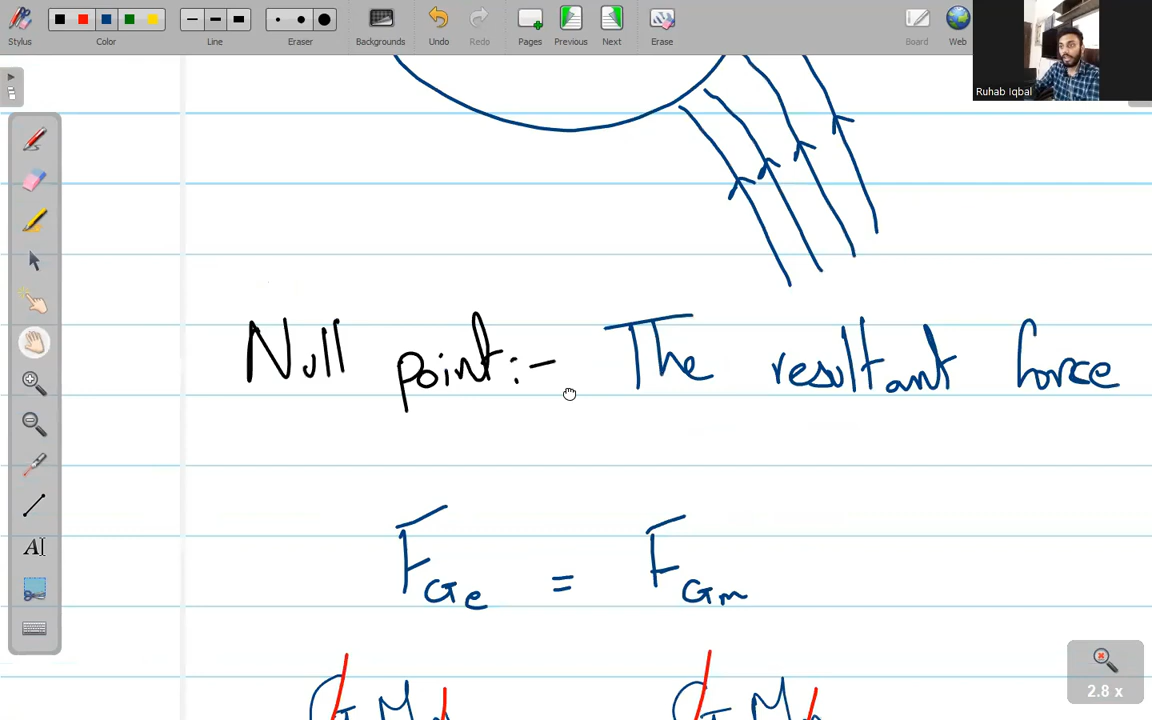 Stylus Color Line Eraser Backgrounds Undo Redo Pages Previous Next Erase Board Web
Ruhab Iqbal
Null point:- The resultant force
F_Ge = F_Gm
G M G M
2.8 x